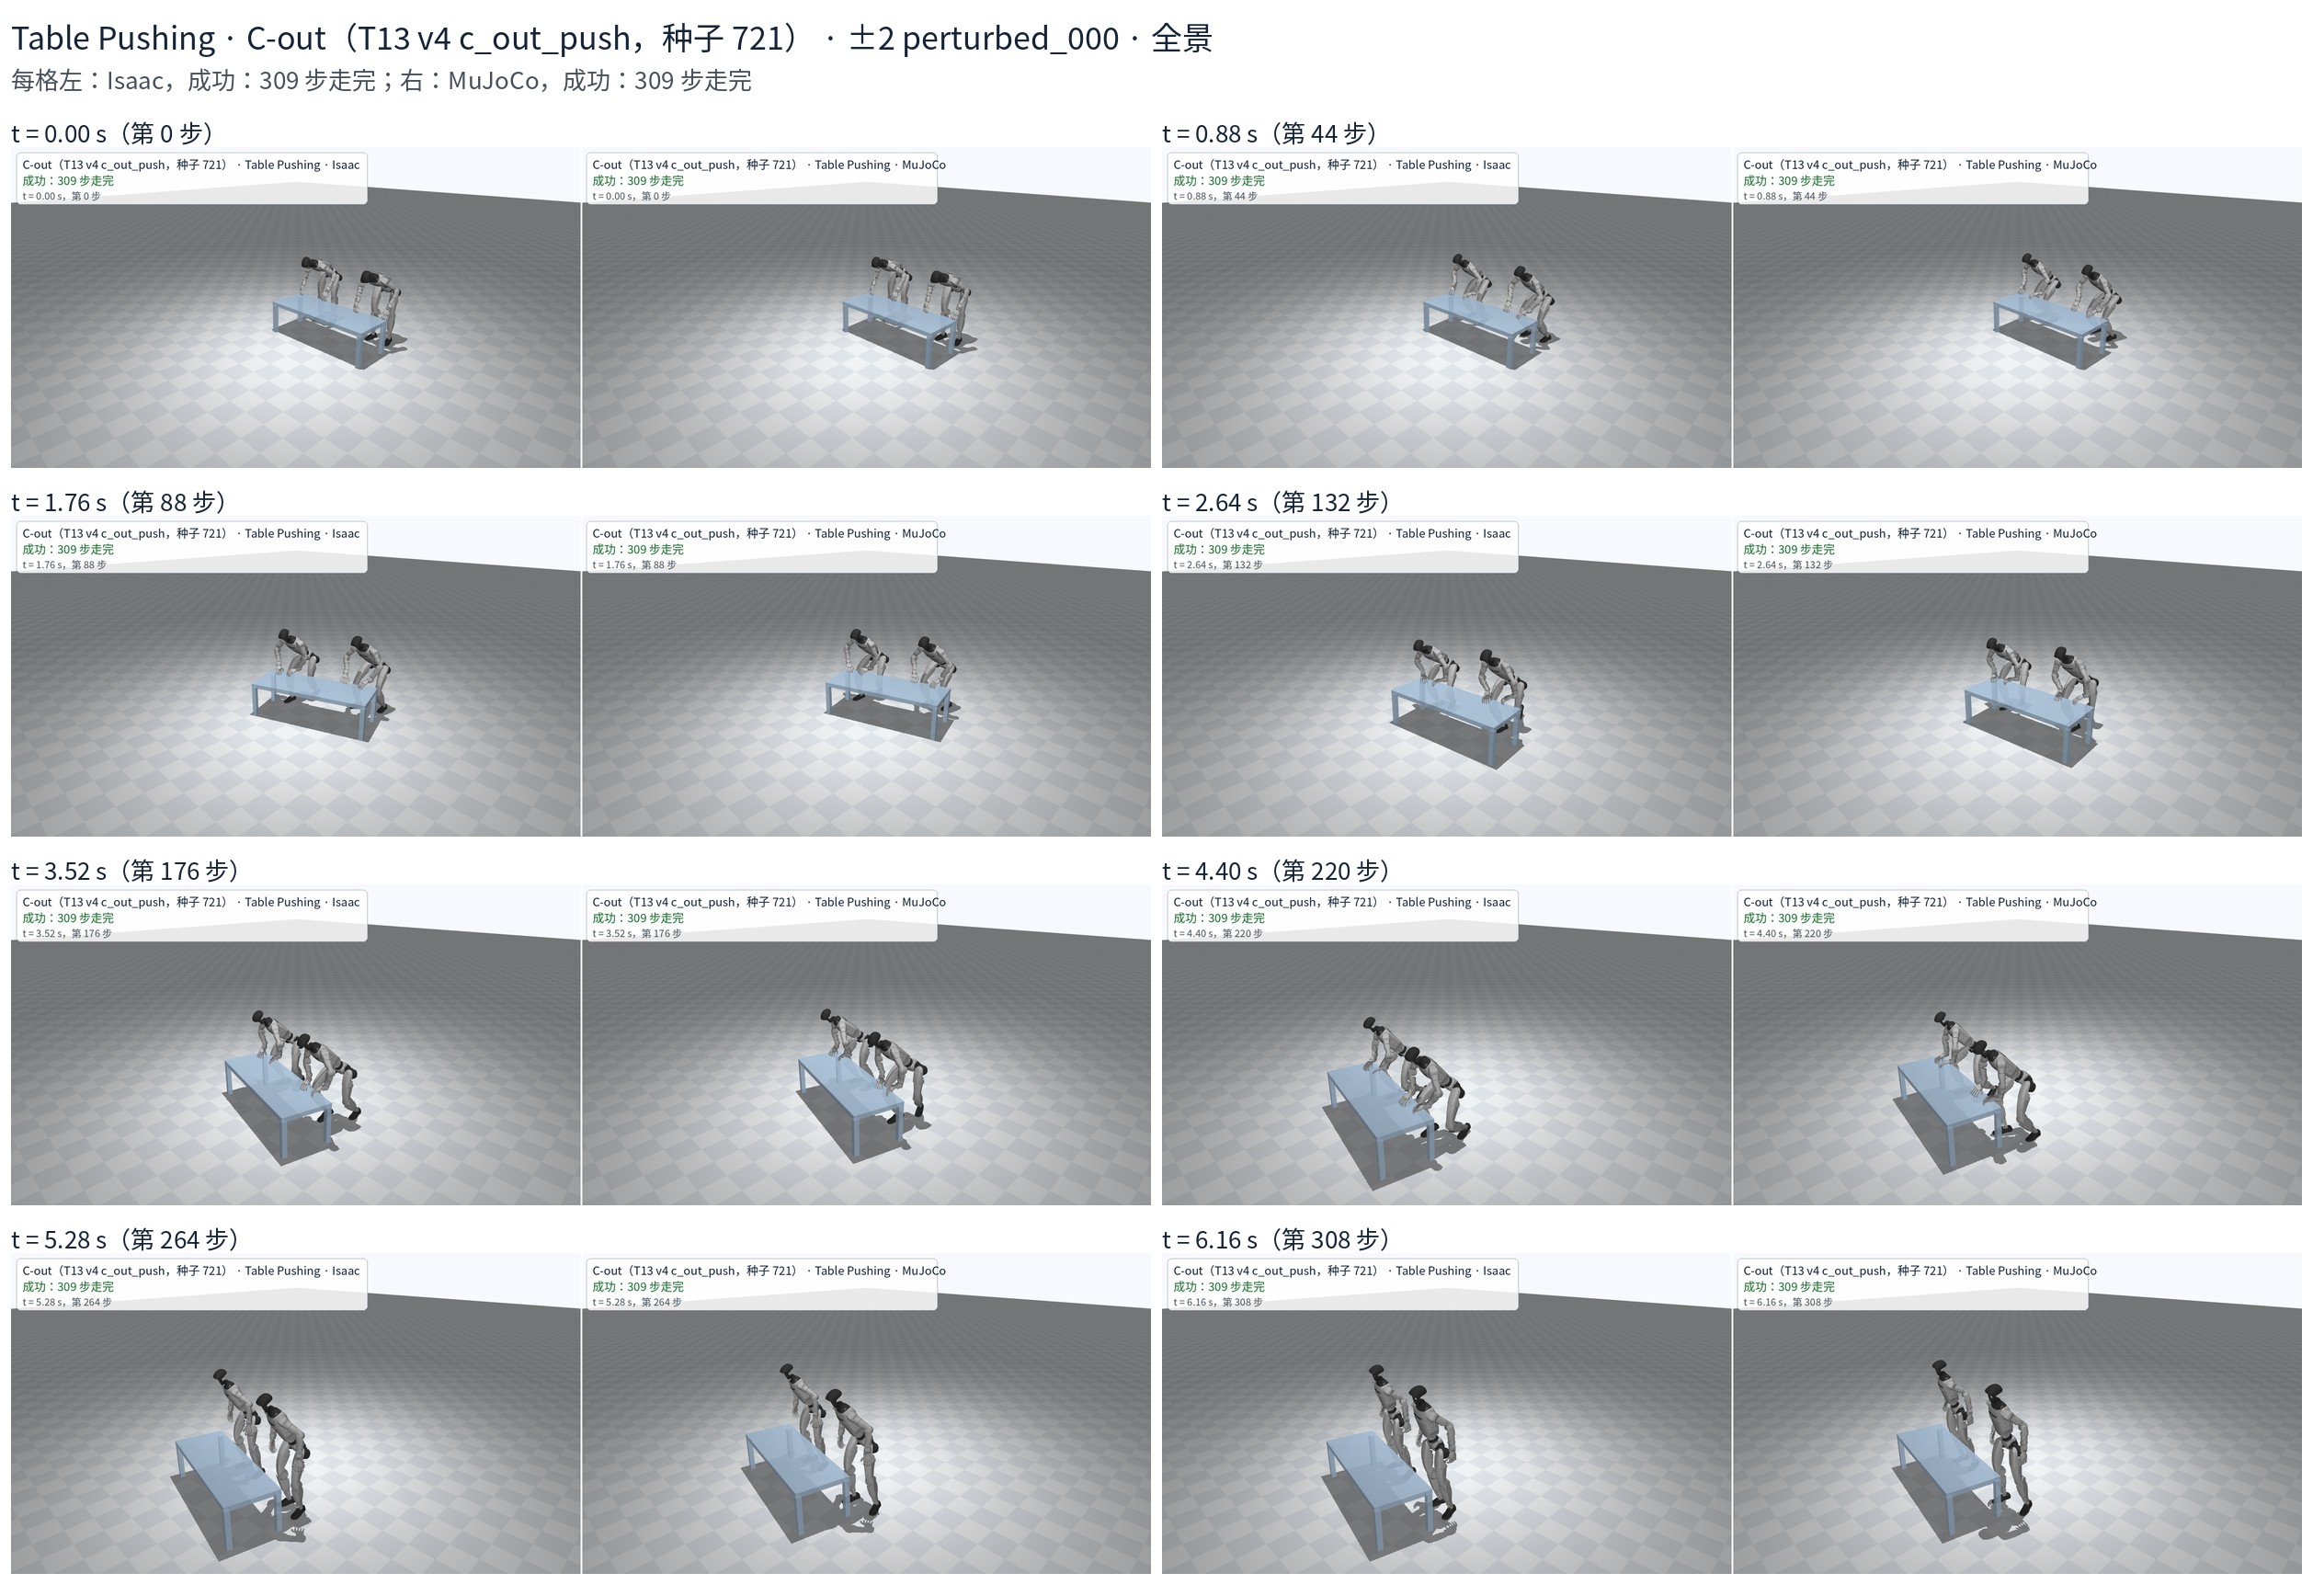 Table Pushing · C-out（T13 v4 c_out_push，种子 721） · ±2 perturbed_000 · 全景
每格左：Isaac，成功：309 步走完；右：MuJoCo，成功：309 步走完
t = 0.00 s（第 0 步）
C-out（T13 v4 c_out_push，种子 721） · Table Pushing · Isaac
成功：309 步走完
t = 0.00 s，第 0 步
C-out（T13 v4 c_out_push，种子 721） · Table Pushing · MuJoCo
成功：309 步走完
t = 0.00 s，第 0 步
t = 0.88 s（第 44 步）
C-out（T13 v4 c_out_push，种子 721） · Table Pushing · Isaac
成功：309 步走完
t = 0.88 s，第 44 步
C-out（T13 v4 c_out_push，种子 721） · Table Pushing · MuJoCo
成功：309 步走完
t = 0.88 s，第 44 步
t = 1.76 s（第 88 步）
C-out（T13 v4 c_out_push，种子 721） · Table Pushing · Isaac
成功：309 步走完
t = 1.76 s，第 88 步
C-out（T13 v4 c_out_push，种子 721） · Table Pushing · MuJoCo
成功：309 步走完
t = 1.76 s，第 88 步
t = 2.64 s（第 132 步）
C-out（T13 v4 c_out_push，种子 721） · Table Pushing · Isaac
成功：309 步走完
t = 2.64 s，第 132 步
C-out（T13 v4 c_out_push，种子 721） · Table Pushing · MuJoCo
成功：309 步走完
t = 2.64 s，第 132 步
t = 3.52 s（第 176 步）
C-out（T13 v4 c_out_push，种子 721） · Table Pushing · Isaac
成功：309 步走完
t = 3.52 s，第 176 步
C-out（T13 v4 c_out_push，种子 721） · Table Pushing · MuJoCo
成功：309 步走完
t = 3.52 s，第 176 步
t = 4.40 s（第 220 步）
C-out（T13 v4 c_out_push，种子 721） · Table Pushing · Isaac
成功：309 步走完
t = 4.40 s，第 220 步
C-out（T13 v4 c_out_push，种子 721） · Table Pushing · MuJoCo
成功：309 步走完
t = 4.40 s，第 220 步
t = 5.28 s（第 264 步）
C-out（T13 v4 c_out_push，种子 721） · Table Pushing · Isaac
成功：309 步走完
t = 5.28 s，第 264 步
C-out（T13 v4 c_out_push，种子 721） · Table Pushing · MuJoCo
成功：309 步走完
t = 5.28 s，第 264 步
t = 6.16 s（第 308 步）
C-out（T13 v4 c_out_push，种子 721） · Table Pushing · Isaac
成功：309 步走完
t = 6.16 s，第 308 步
C-out（T13 v4 c_out_push，种子 721） · Table Pushing · MuJoCo
成功：309 步走完
t = 6.16 s，第 308 步